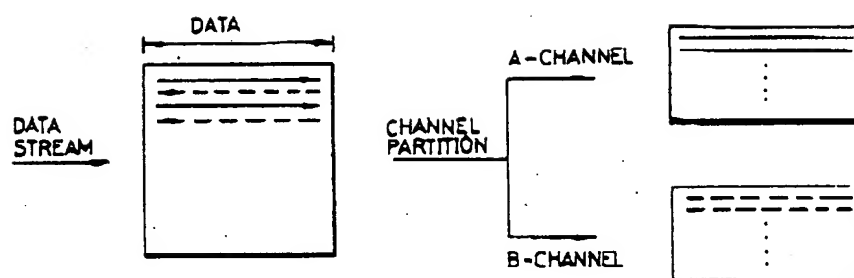 DATA
DATA
STREAM
CHANNEL
PARTITION
A-CHANNEL
B-CHANNEL